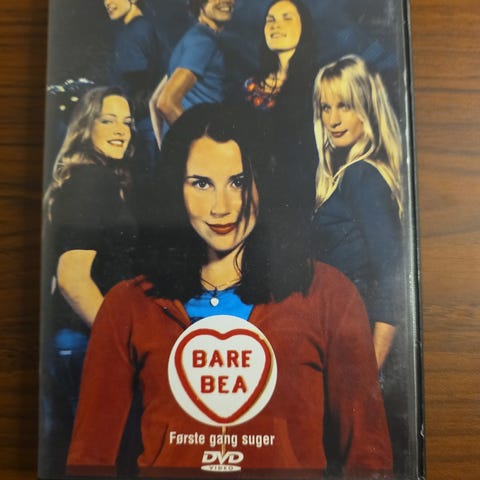 BARE
BEA
Første gang suger
DVD
VIDEO